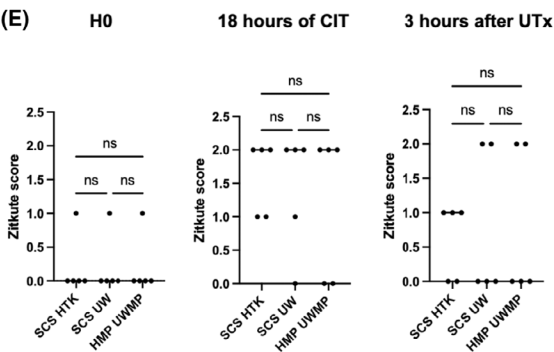 (E)
H0
18 hours of CIT
3 hours after UTx
ns
ns ns
2.5
2.0
1.5
1.0
0.5
0.0
Zitkute score
SCS HTK
SCS UW
HMP UWMP
ns
ns ns
2.5
2.0
1.5
1.0
0.5
0.0
Zitkute score
SCS HTK
SCS UW
HMP UWMP
ns
ns ns
2.5
2.0
1.5
1.0
0.5
0.0
Zitkute score
SCS HTK
SCS UW
HMP UWMP